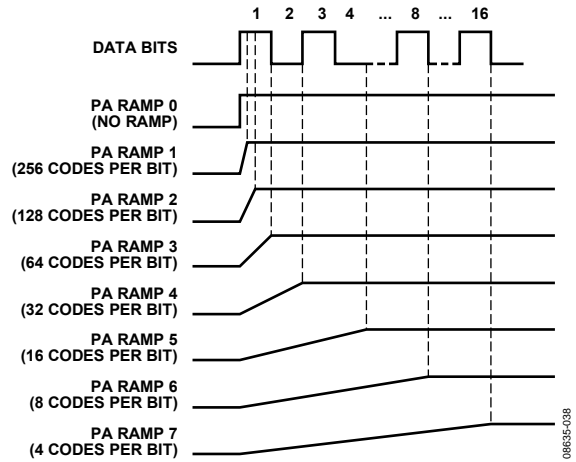 1 2 3 4 ... 8 ... 16
DATA BITS
PA RAMP 0
(NO RAMP)
PA RAMP 1
(256 CODES PER BIT)
PA RAMP 2
(128 CODES PER BIT)
PA RAMP 3
(64 CODES PER BIT)
PA RAMP 4
(32 CODES PER BIT)
PA RAMP 5
(16 CODES PER BIT)
PA RAMP 6
(8 CODES PER BIT)
PA RAMP 7
(4 CODES PER BIT)
08635-038